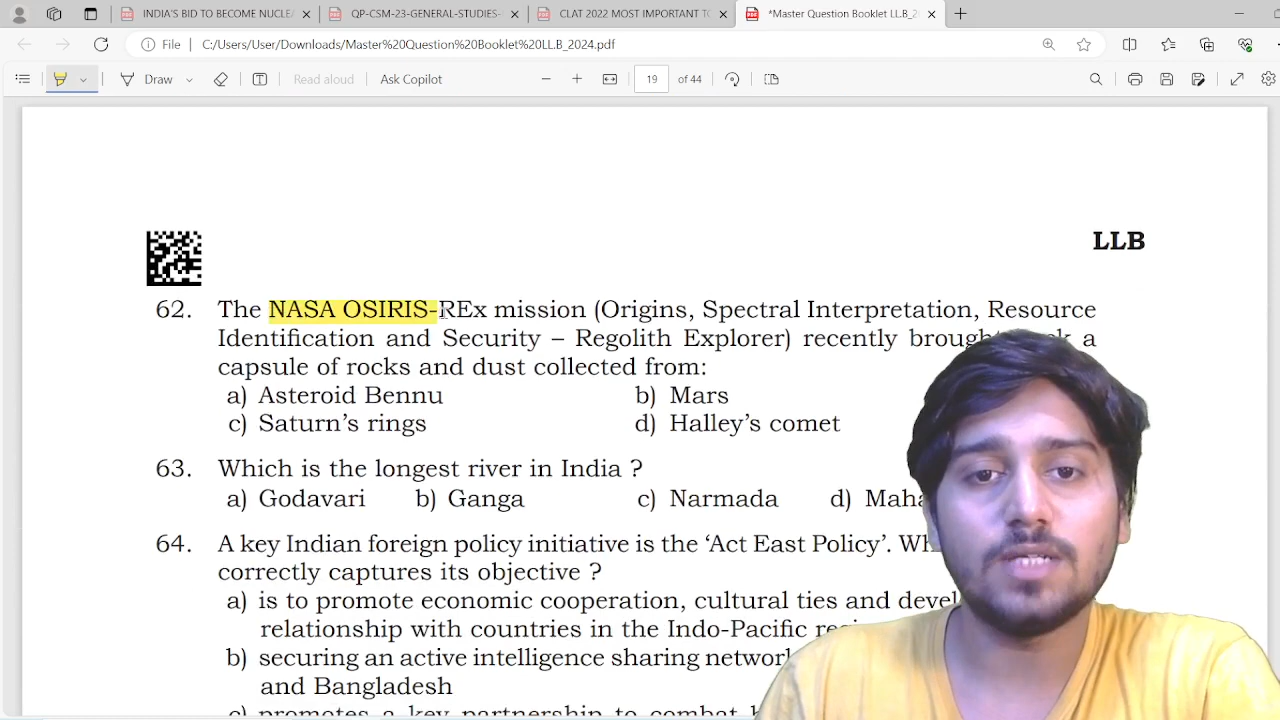 INDIA'S BID TO BECOME NUCLE
QP-CSM-23-GENERAL-STUDIES-
CLAT 2022 MOST IMPORTANT TO
*Master Question Booklet LL.B_2
File
C:/Users/User/Downloads/Master%20Question%20Booklet%20LL.B_2024.pdf
Draw
Read aloud
Ask Copilot
19
of 44
LLB
62. The NASA OSIRIS-REx mission (Origins, Spectral Interpretation, Resource
Identification and Security – Regolith Explorer) recently a
capsule of rocks and dust collected from:
a) Asteroid Bennu b) Mars
c) Saturn's rings d) Halley's comet
63. Which is the longest river in India ?
a) Godavari b) Ganga c) Narmada d)
64. A key Indian foreign policy initiative is the 'Act East Policy'.
correctly captures its objective ?
a) is to promote economic cooperation, cultural ties and
relationship with countries in the Indo-Pacific
b) securing an active intelligence sharing network
and Bangladesh
c) promotes a key partnership to combat